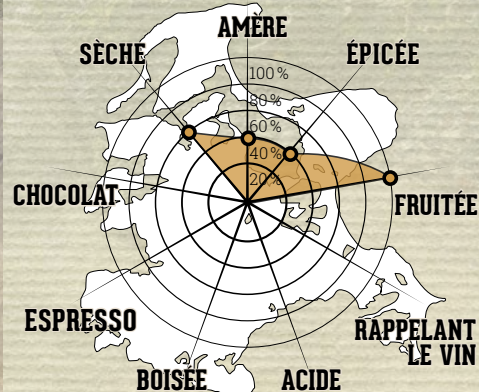 AMÈRE
SÈCHE
ÉPICÉE
100%
80%
60%
40%
20%
CHOCOLAT
FRUITÉE
ESPRESSO
RAPPELANT
LE VIN
BOISÉE
ACIDE